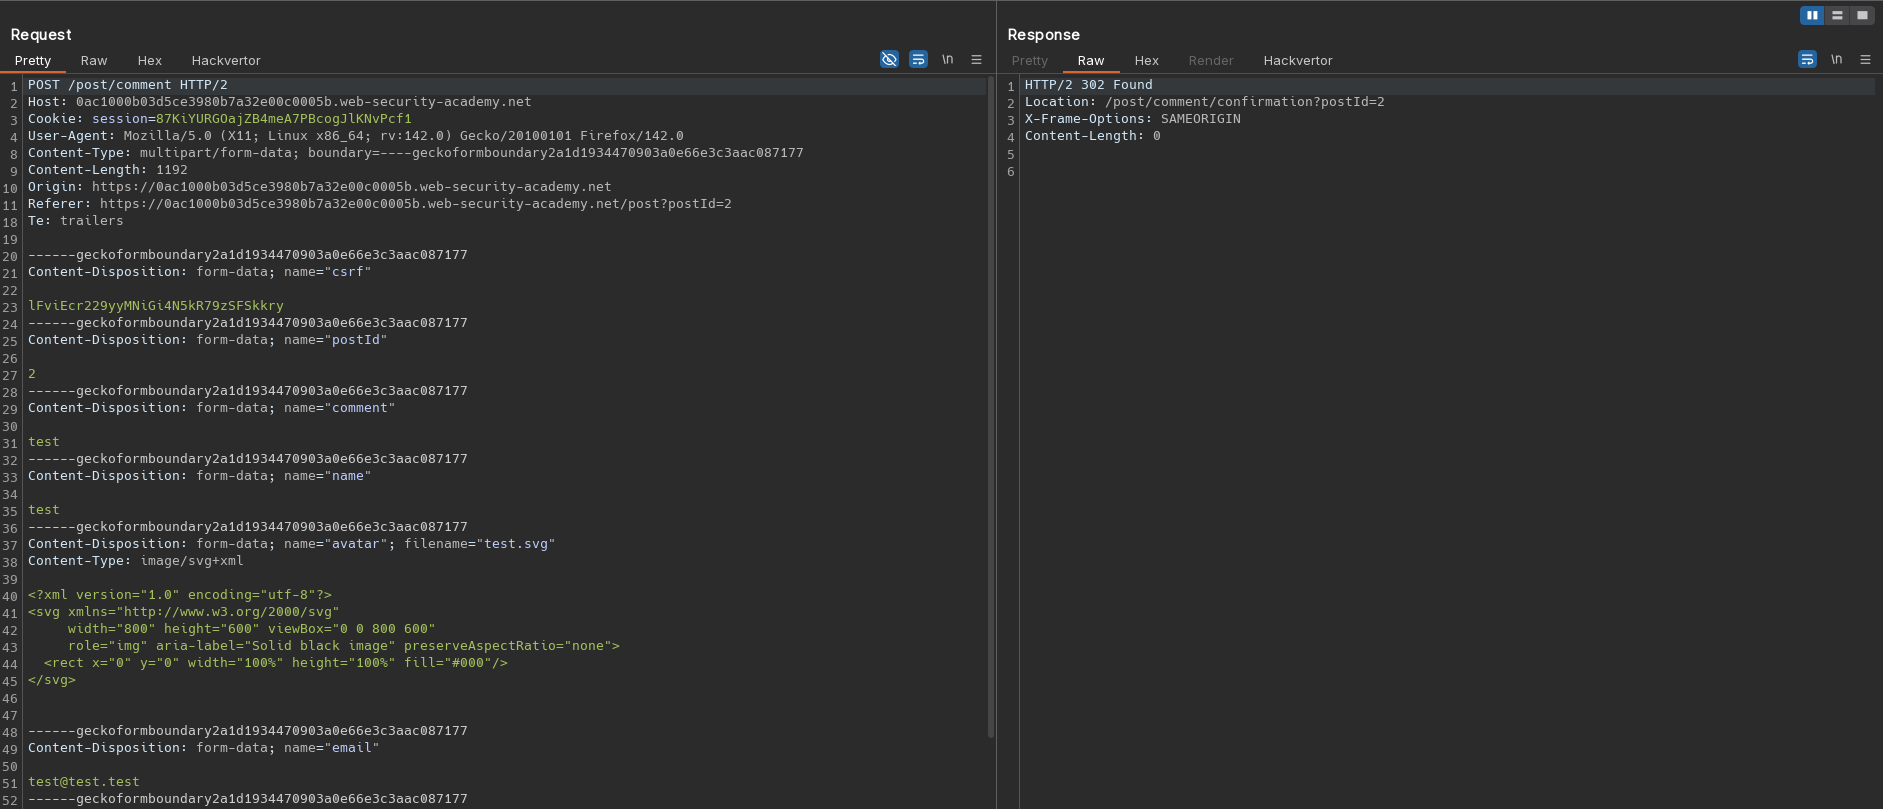 Request
Pretty Raw Hex Hackvertor \n
1 POST /post/comment HTTP/2
2 Host: 0ac1000b03d5ce3980b7a32e00c0005b.web-security-academy.net
3 Cookie: session=87KiYURGOajZB4meA7PBcogJlKNvPcf1
4 User-Agent: Mozilla/5.0 (X11; Linux x86_64; rv:142.0) Gecko/20100101 Firefox/142.0
8 Content-Type: multipart/form-data; boundary=----geckoformboundary2a1d1934470903a0e66e3c3aac087177
9 Content-Length: 1192
10 Origin: https://0ac1000b03d5ce3980b7a32e00c0005b.web-security-academy.net
11 Referer: https://0ac1000b03d5ce3980b7a32e00c0005b.web-security-academy.net/post?postId=2
18 Te: trailers
19
20 ------geckoformboundary2a1d1934470903a0e66e3c3aac087177
21 Content-Disposition: form-data; name="csrf"
22
23 lFviEcr229yyMNiGi4N5kR79zSFSkkry
24 ------geckoformboundary2a1d1934470903a0e66e3c3aac087177
25 Content-Disposition: form-data; name="postId"
26
27 2
28 ------geckoformboundary2a1d1934470903a0e66e3c3aac087177
29 Content-Disposition: form-data; name="comment"
30
31 test
32 ------geckoformboundary2a1d1934470903a0e66e3c3aac087177
33 Content-Disposition: form-data; name="name"
34
35 test
36 ------geckoformboundary2a1d1934470903a0e66e3c3aac087177
37 Content-Disposition: form-data; name="avatar"; filename="test.svg"
38 Content-Type: image/svg+xml
39
40 <?xml version="1.0" encoding="utf-8"?>
41 <svg xmlns="http://www.w3.org/2000/svg"
42      width="800" height="600" viewBox="0 0 800 600"
43      role="img" aria-label="Solid black image" preserveAspectRatio="none">
44   <rect x="0" y="0" width="100%" height="100%" fill="#000"/>
45 </svg>
46
47
48 ------geckoformboundary2a1d1934470903a0e66e3c3aac087177
49 Content-Disposition: form-data; name="email"
50
51 test@test.test
52 ------geckoformboundary2a1d1934470903a0e66e3c3aac087177
Response
Pretty Raw Hex Render Hackvertor \n
1 HTTP/2 302 Found
2 Location: /post/comment/confirmation?postId=2
3 X-Frame-Options: SAMEORIGIN
4 Content-Length: 0
5
6